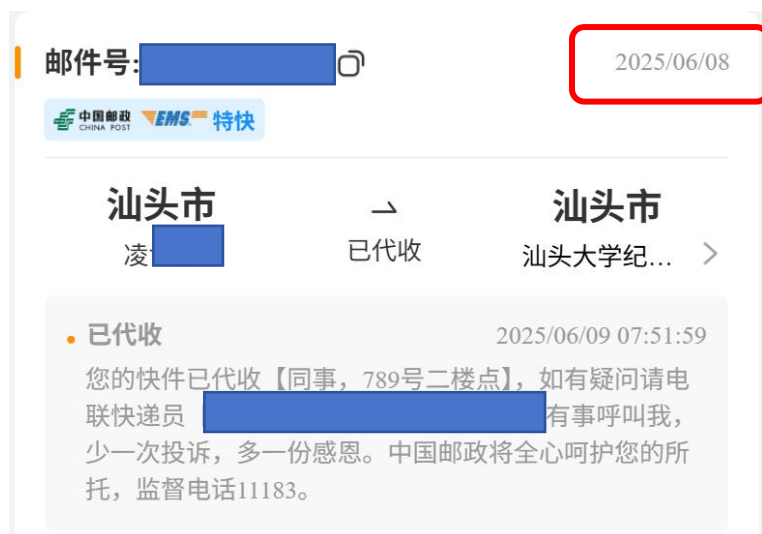 邮件号:
2025/06/08
中国邮政
CHINA POST
EMS
特快
汕头市
汕头市
凌
已代收
汕头大学纪...
已代收
2025/06/09 07:51:59
您的快件已代收【同事，789号二楼点】，如有疑问请电
联快递员
有事呼叫我，
少一次投诉，多一份感恩。中国邮政将全心呵护您的所
托，监督电话11183。